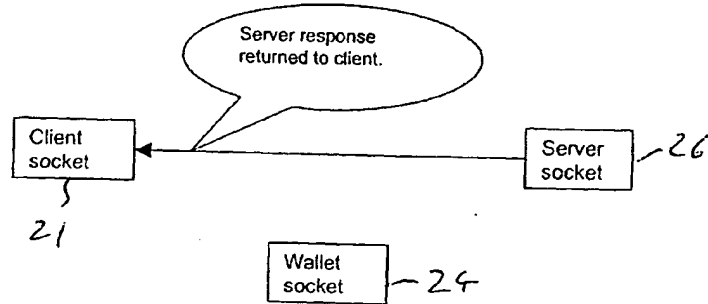 Server response
returned to client.
Client
socket
Server
socket
26
21
Wallet
socket
24